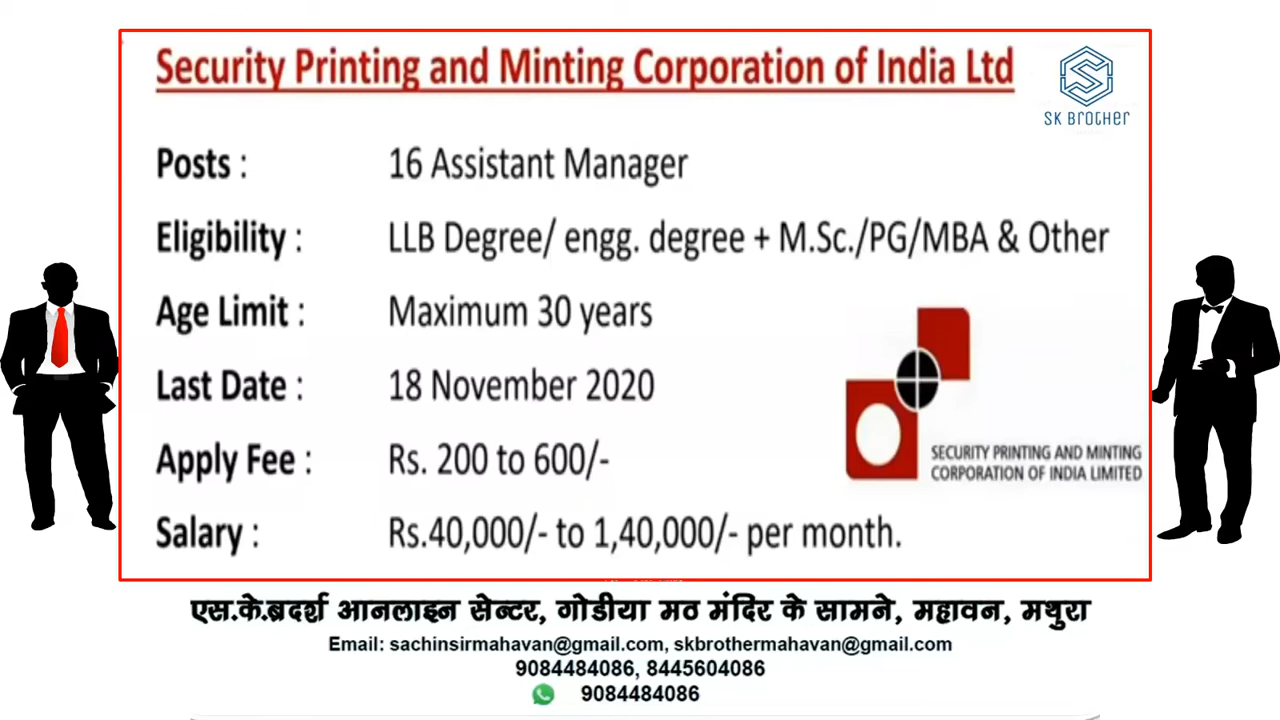 Security Printing and Minting Corporation of India Ltd
SK BrotHer
Posts : 16 Assistant Manager
Eligibility : LLB Degree/ engg. degree + M.Sc./PG/MBA & Other
Age Limit : Maximum 30 years
Last Date : 18 November 2020
Apply Fee : Rs. 200 to 600/-
SECURITY PRINTING AND MINTING
CORPORATION OF INDIA LIMITED
Salary : Rs.40,000/- to 1,40,000/- per month.
एस.के.ब्रदर्श आनलाइन सेन्टर, गोडीया मठ मंदिर के सामने, महावन, मथुरा
Email: sachinsirmahavan@gmail.com, skbrothermahavan@gmail.com
9084484086, 8445604086
9084484086